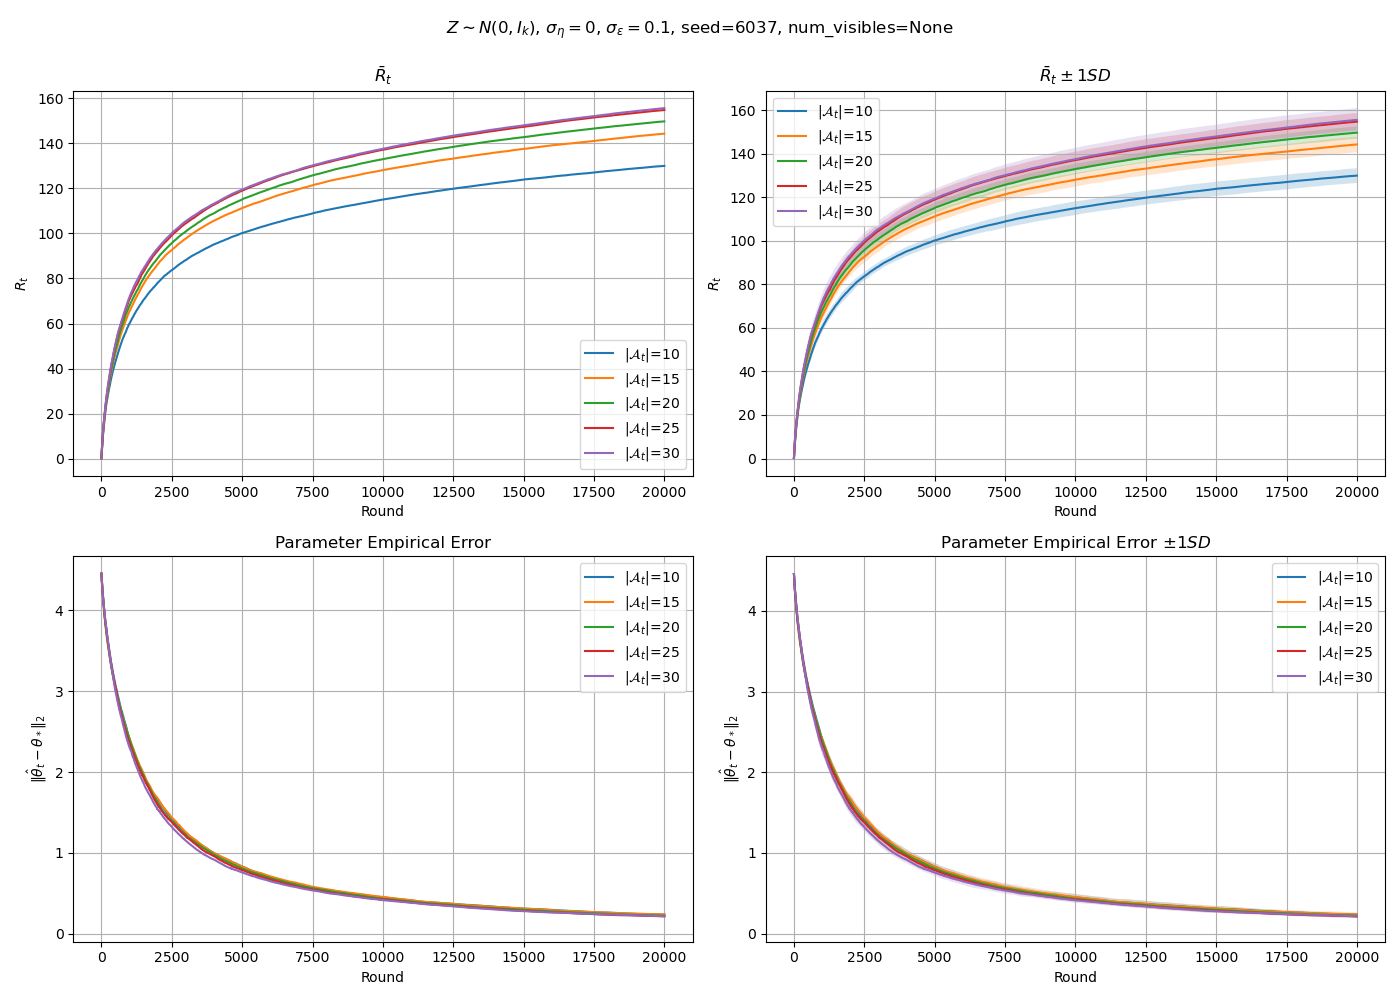 Z ~ N(0, I_k), σ_η = 0, σ_ε = 0.1, seed=6037, num_visibles=None
R̄_t
R_t
160
140
120
100
80
60
40
20
0
|𝒜_t|=10
|𝒜_t|=15
|𝒜_t|=20
|𝒜_t|=25
|𝒜_t|=30
0 2500 5000 7500 10000 12500 15000 17500 20000
Round
R̄_t ± 1SD
R_t
160
140
120
100
80
60
40
20
0
|𝒜_t|=10
|𝒜_t|=15
|𝒜_t|=20
|𝒜_t|=25
|𝒜_t|=30
0 2500 5000 7500 10000 12500 15000 17500 20000
Round
Parameter Empirical Error
‖θ̂_t − θ_*‖₂
4
3
2
1
0
|𝒜_t|=10
|𝒜_t|=15
|𝒜_t|=20
|𝒜_t|=25
|𝒜_t|=30
0 2500 5000 7500 10000 12500 15000 17500 20000
Round
Parameter Empirical Error ±1SD
‖θ̂_t − θ_*‖₂
4
3
2
1
0
|𝒜_t|=10
|𝒜_t|=15
|𝒜_t|=20
|𝒜_t|=25
|𝒜_t|=30
0 2500 5000 7500 10000 12500 15000 17500 20000
Round